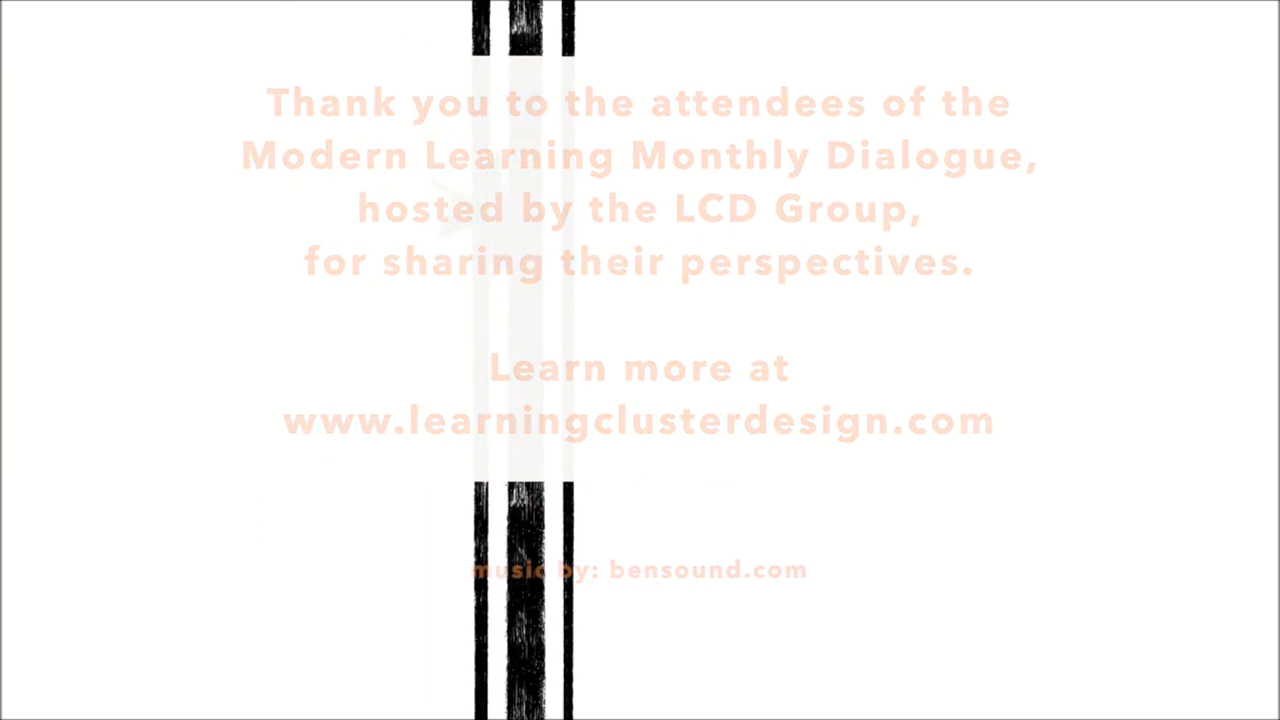 Thank you to the attendees of the
Modern Learning Monthly Dialogue,
hosted by the LCD Group,
for sharing their perspectives.
Learn more at
www.learningclusterdesign.com
music by: bensound.com